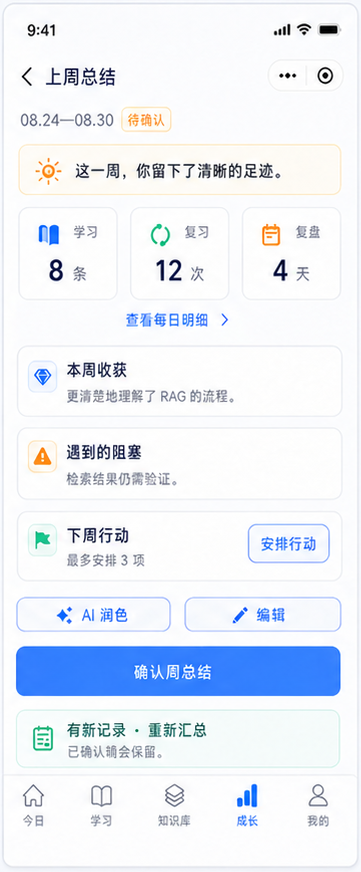 9:41
上周总结
08.24—08.30 待确认
这一周，你留下了清晰的足迹。
学习
8 条
复习
12 次
复盘
4 天
查看每日明细
本周收获
更清楚地理解了 RAG 的流程。
遇到的阻塞
检索结果仍需验证。
下周行动
最多安排 3 项
安排行动
AI 润色
编辑
确认周总结
有新记录 · 重新汇总
已确认 会保留。
今日
学习
知识库
成长
我的